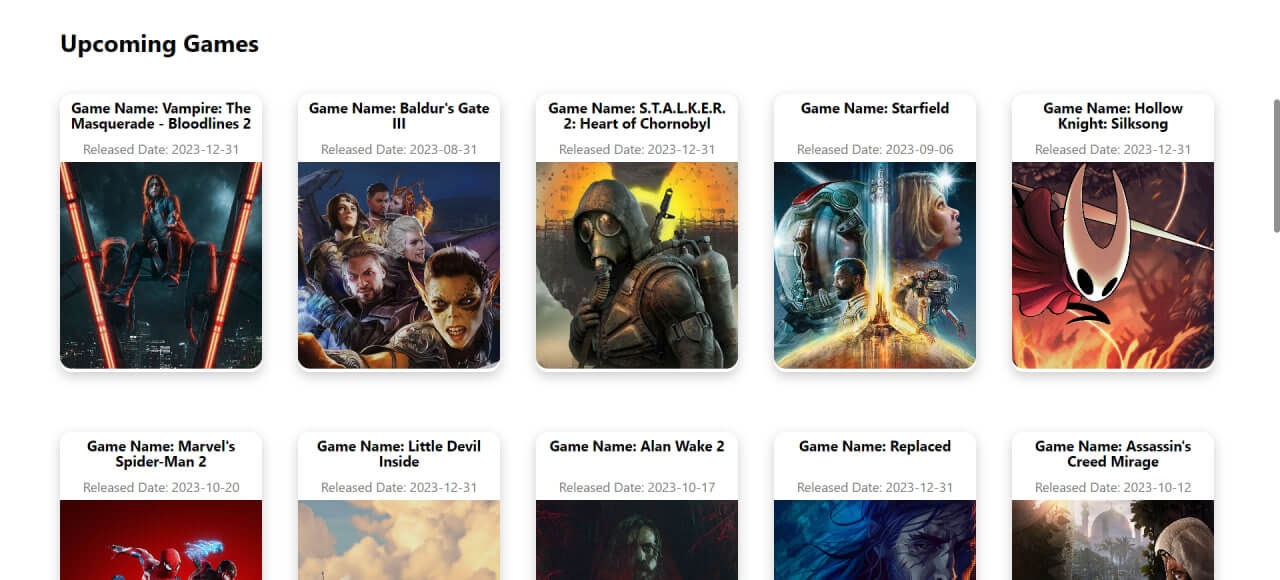 Upcoming Games
Game Name: Vampire: The
Masquerade - Bloodlines 2
Released Date: 2023-12-31
Game Name: Baldur's Gate
III
Released Date: 2023-08-31
Game Name: S.T.A.L.K.E.R.
2: Heart of Chornobyl
Released Date: 2023-12-31
Game Name: Starfield
Released Date: 2023-09-06
Game Name: Hollow
Knight: Silksong
Released Date: 2023-12-31
Game Name: Marvel's
Spider-Man 2
Released Date: 2023-10-20
Game Name: Little Devil
Inside
Released Date: 2023-12-31
Game Name: Alan Wake 2
Released Date: 2023-10-17
Game Name: Replaced
Released Date: 2023-12-31
Game Name: Assassin's
Creed Mirage
Released Date: 2023-10-12